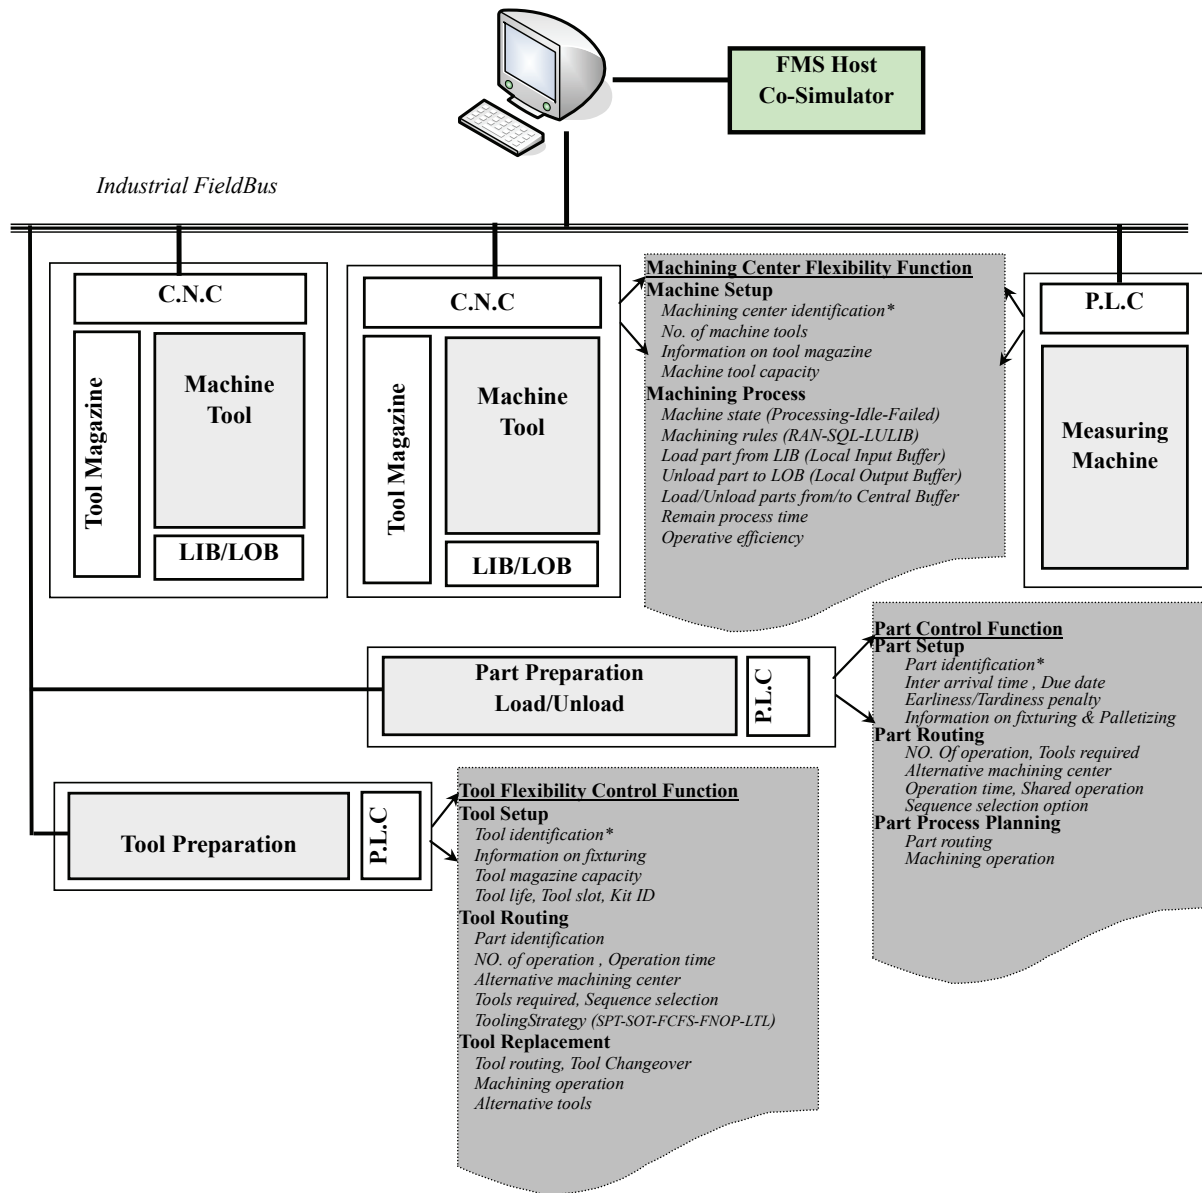 FMS Host
Co-Simulator
Industrial FieldBus
C.N.C
Tool Magazine
Machine
Tool
LIB/LOB
C.N.C
Tool Magazine
Machine
Tool
LIB/LOB
Machining Center Flexibility Function
Machine Setup
Machining center identification*
No. of machine tools
Information on tool magazine
Machine tool capacity
Machining Process
Machine state (Processing-Idle-Failed)
Machining rules (RAN-SQL-LULIB)
Load part from LIB (Local Input Buffer)
Unload part to LOB (Local Output Buffer)
Load/Unload parts from/to Central Buffer
Remain process time
Operative efficiency
P.L.C
Measuring
Machine
Part Preparation
Load/Unload
P.L.C
Part Control Function
Part Setup
Part identification*
Inter arrival time , Due date
Earliness/Tardiness penalty
Information on fixturing & Palletizing
Part Routing
NO. Of operation, Tools required
Alternative machining center
Operation time, Shared operation
Sequence selection option
Part Process Planning
Part routing
Machining operation
Tool Preparation
P.L.C
Tool Flexibility Control Function
Tool Setup
Tool identification*
Information on fixturing
Tool magazine capacity
Tool life, Tool slot, Kit ID
Tool Routing
Part identification
NO. of operation , Operation time
Alternative machining center
Tools required, Sequence selection
ToolingStrategy (SPT-SOT-FCFS-FNOP-LTL)
Tool Replacement
Tool routing, Tool Changeover
Machining operation
Alternative tools